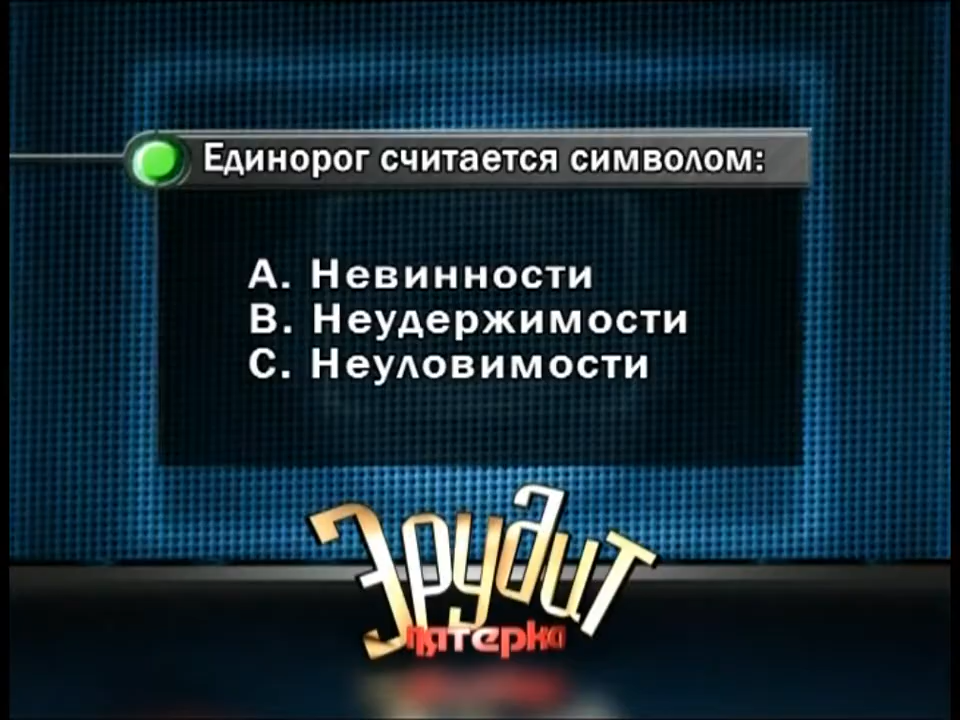 Единорог считается символом:
А. Невинности
В. Неудержимости
С. Неуловимости
Эрудит
пятерка